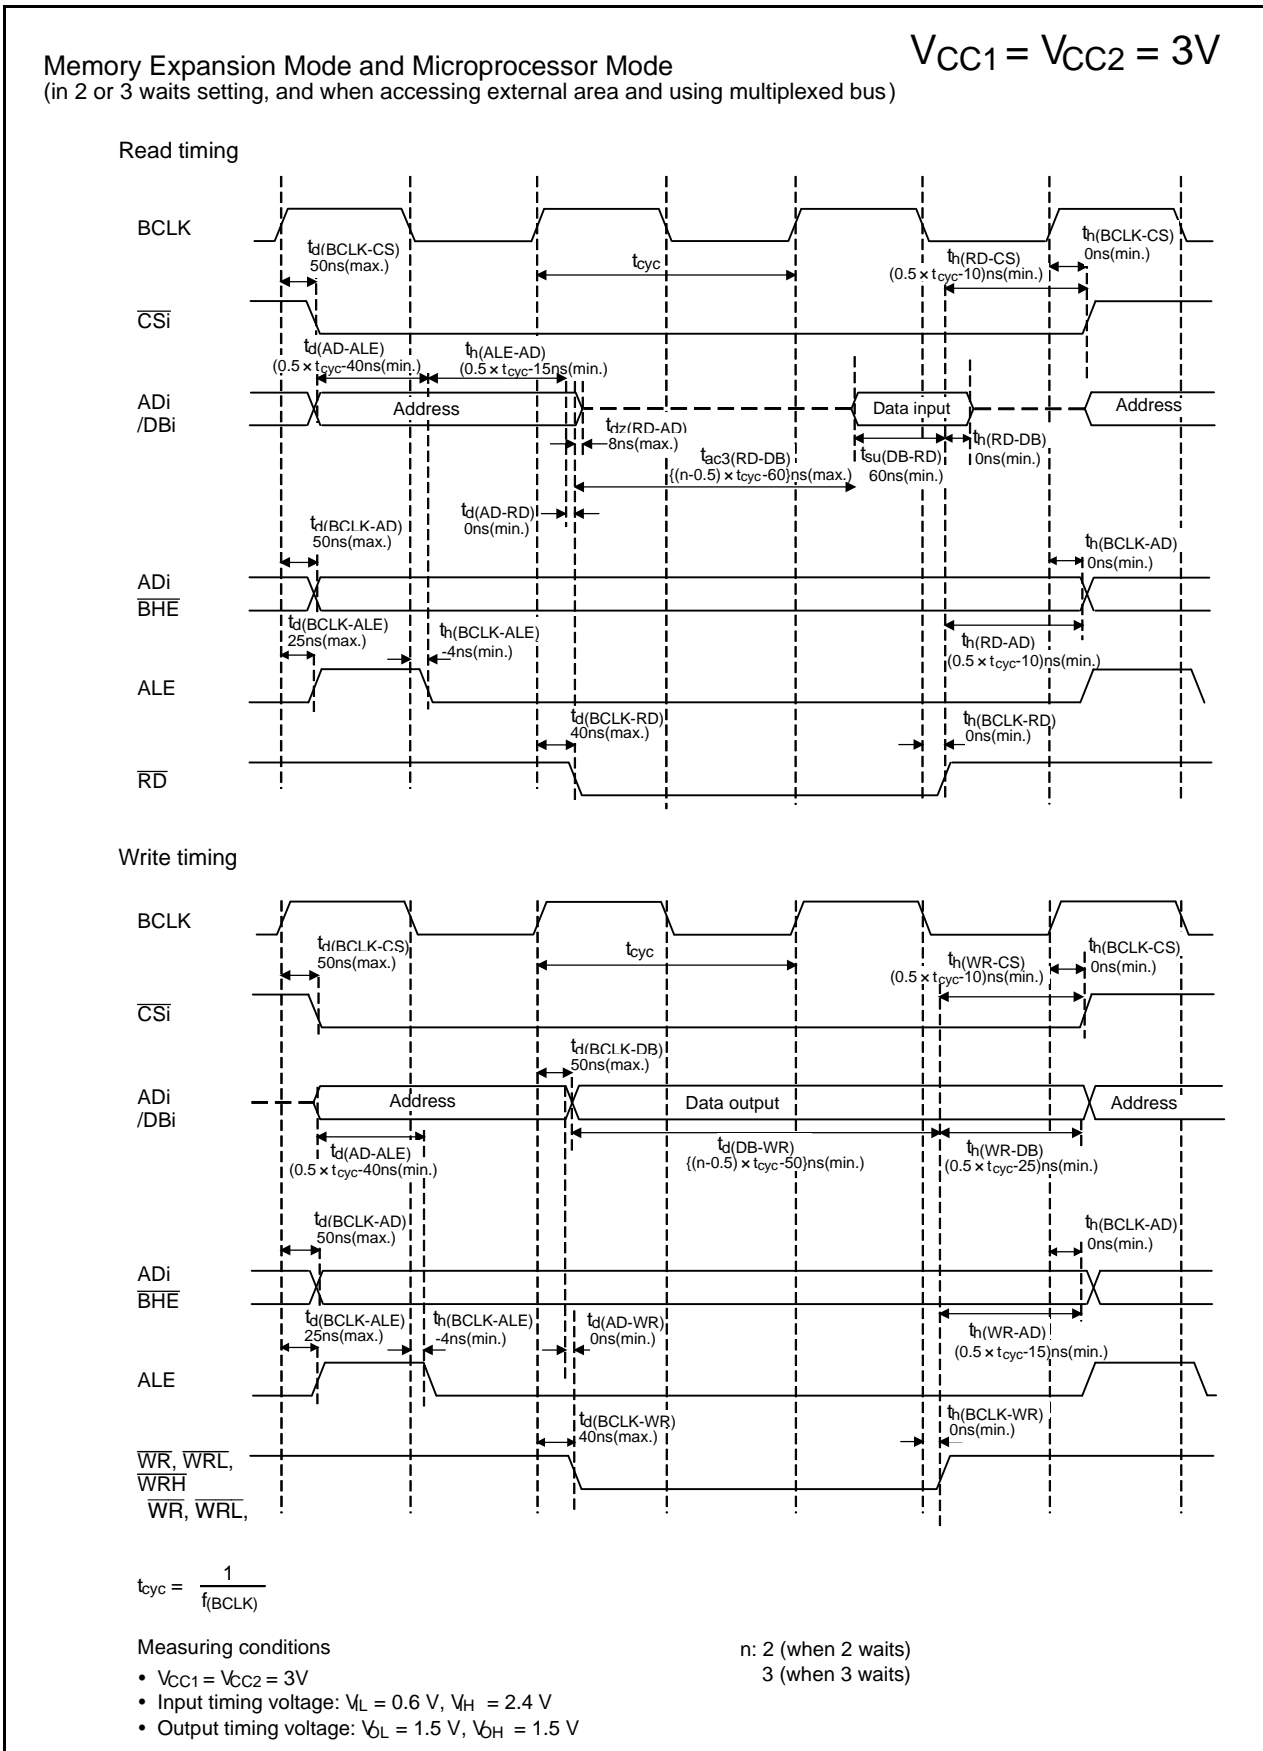 Memory Expansion Mode and Microprocessor Mode
VCC1 = VCC2 = 3V
(in 2 or 3 waits setting, and when accessing external area and using multiplexed bus)
Read timing
BCLK
td(BCLK-CS)
50ns(max.)
tcyc
th(RD-CS)
(0.5 × tcyc-10)ns(min.)
th(BCLK-CS)
0ns(min.)
CSi
td(AD-ALE)
(0.5 × tcyc-40ns(min.)
th(ALE-AD)
(0.5 × tcyc-15ns(min.)
ADi
/DBi
Address
Data input
Address
tdz(RD-AD)
8ns(max.)
tac3(RD-DB)
{(n-0.5) × tcyc-60}ns(max.)
tsu(DB-RD)
60ns(min.)
th(RD-DB)
0ns(min.)
td(AD-RD)
0ns(min.)
td(BCLK-AD)
50ns(max.)
th(BCLK-AD)
0ns(min.)
ADi
BHE
td(BCLK-ALE)
25ns(max.)
th(BCLK-ALE)
-4ns(min.)
th(RD-AD)
(0.5 × tcyc-10)ns(min.)
ALE
td(BCLK-RD)
40ns(max.)
th(BCLK-RD)
0ns(min.)
RD
Write timing
BCLK
td(BCLK-CS)
50ns(max.)
tcyc
th(WR-CS)
(0.5 × tcyc-10)ns(min.)
th(BCLK-CS)
0ns(min.)
CSi
td(BCLK-DB)
50ns(max.)
ADi
/DBi
Address
Data output
Address
td(AD-ALE)
(0.5 × tcyc-40ns(min.)
td(DB-WR)
{(n-0.5) × tcyc-50}ns(min.)
th(WR-DB)
(0.5 × tcyc-25)ns(min.)
td(BCLK-AD)
50ns(max.)
th(BCLK-AD)
0ns(min.)
ADi
BHE
td(BCLK-ALE)
25ns(max.)
th(BCLK-ALE)
-4ns(min.)
td(AD-WR)
0ns(min.)
th(WR-AD)
(0.5 × tcyc-15)ns(min.)
ALE
td(BCLK-WR)
40ns(max.)
th(BCLK-WR)
0ns(min.)
WR, WRL,
WRH
WR, WRL,
tcyc = 1
f(BCLK)
Measuring conditions
• VCC1 = VCC2 = 3V
• Input timing voltage: VIL = 0.6 V, VIH = 2.4 V
• Output timing voltage: VOL = 1.5 V, VOH = 1.5 V
n: 2 (when 2 waits)
3 (when 3 waits)